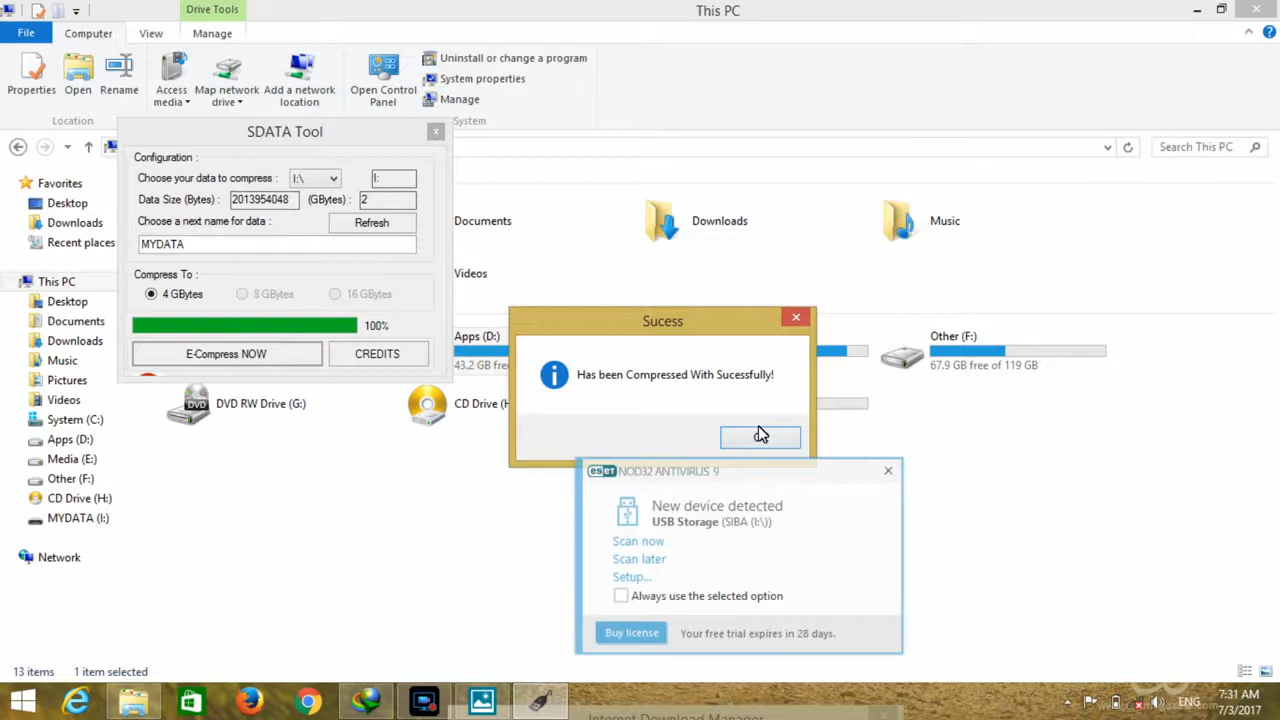 Drive Tools
This PC
File
Computer
View
Manage
Properties
Open
Rename
Access media
Map network drive
Add a network location
Open Control Panel
Uninstall or change a program
System properties
Manage
Location
System
Search This PC
SDATA Tool
Configuration :
Choose your data to compress :
I:\
I:
Data Size (Bytes) :
2013954048
(GBytes) :
2
Choose a next name for data :
Refresh
MYDATA
Compress To :
4 GBytes
8 GBytes
16 GBytes
100%
E-Compress NOW
CREDITS
Favorites
Desktop
Downloads
Recent places
This PC
Desktop
Documents
Downloads
Music
Pictures
Videos
System (C:)
Apps (D:)
Media (E:)
Other (F:)
CD Drive (H:)
MYDATA (I:)
Network
Documents
Downloads
Music
Videos
Apps (D:)
43.2 GB free
Other (F:)
67.9 GB free of 119 GB
DVD RW Drive (G:)
DVD
CD Drive (H
Sucess
Has been Compressed With Sucessfully!
eset NOD32 ANTIVIRUS 9
New device detected
USB Storage (SIBA (I:\))
Scan now
Scan later
Setup...
Always use the selected option
Buy license
Your free trial expires in 28 days.
13 items
1 item selected
Internet Download Manager
ENG
7:31 AM
7/3/2017